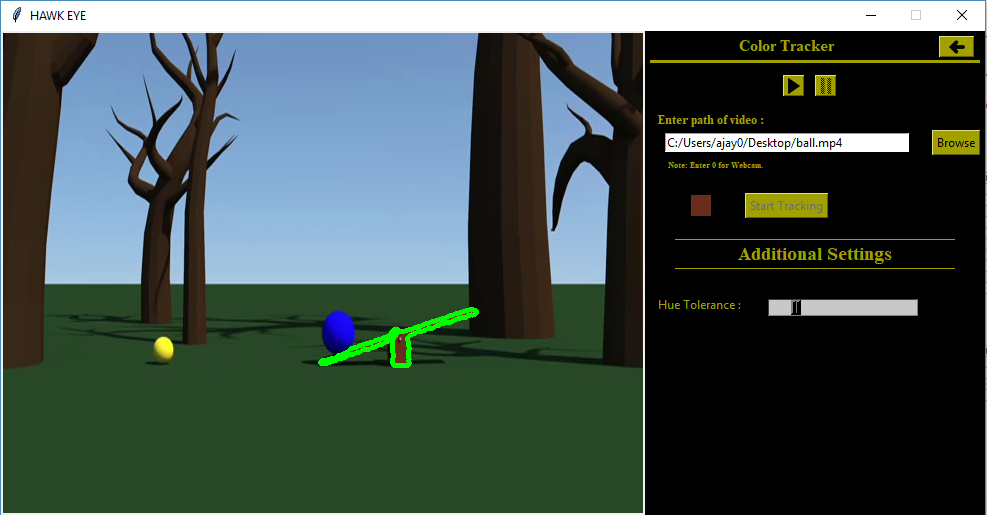 HAWK EYE
Color Tracker
Enter path of video :
C:/Users/ajay0/Desktop/ball.mp4
Browse
Note: Enter 0 for Webcam.
Start Tracking
Additional Settings
Hue Tolerance :